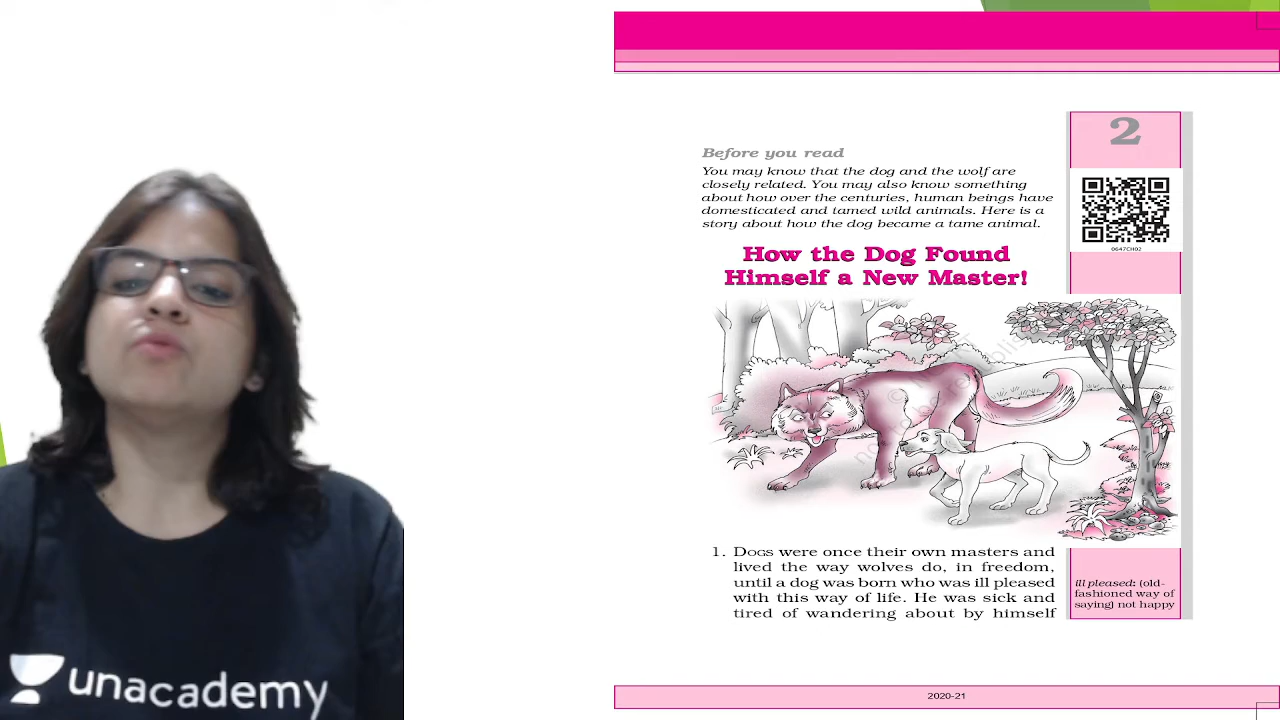 2
Before you read
You may know that the dog and the wolf are
closely related. You may also know something
about how over the centuries, human beings have
domesticated and tamed wild animals. Here is a
story about how the dog became a tame animal.
0647CH02
How the Dog Found
Himself a New Master!
1. DOGS were once their own masters and
lived the way wolves do, in freedom,
until a dog was born who was ill pleased
with this way of life. He was sick and
tired of wandering about by himself
ill pleased: (old-
fashioned way of
saying) not happy
2020-21
unacademy